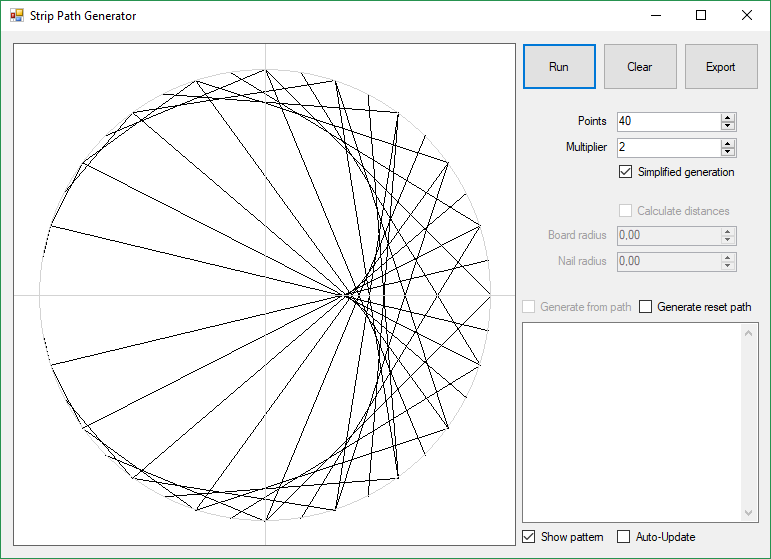 Strip Path Generator
Run Clear Export
Points 40
Multiplier 2
Simplified generation
Calculate distances
Board radius 0,00
Nail radius 0,00
Generate from path Generate reset path
Show pattern Auto-Update